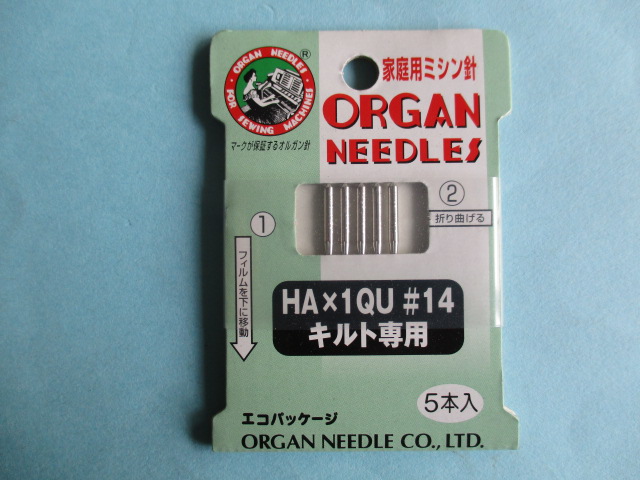 ORGAN NEEDLES
FOR SEWING MACHINES
®
マークが保証するオルガン針
家庭用ミシン針
ORGAN
NEEDLES
①
フィルムを下に移動
②
折り曲げる
HA×1QU #14
キルト専用
5本入
エコパッケージ
ORGAN NEEDLE CO., LTD.